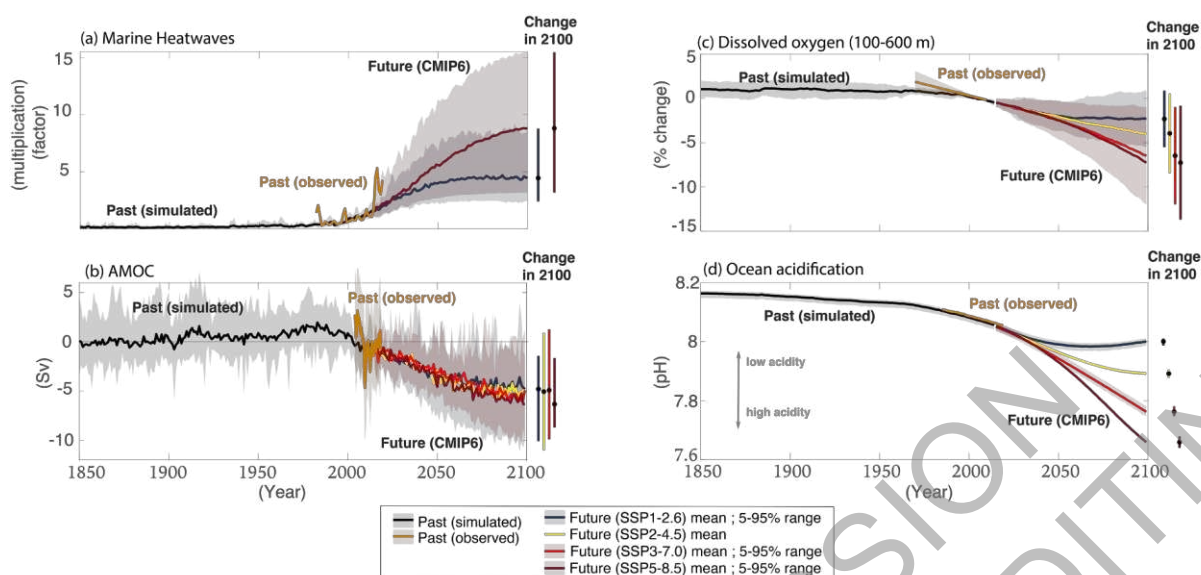 (a) Marine Heatwaves
Change
in 2100
15
10
5
(multiplication)
(factor)
Future (CMIP6)
Past (observed)
Past (simulated)
(b) AMOC
Change
in 2100
5
0
-5
-10
(Sv)
Past (simulated)
Past (observed)
Future (CMIP6)
1850 1900 1950 2000 2050 2100
(Year)
(c) Dissolved oxygen (100-600 m)
Change
in 2100
5
0
-5
-10
-15
(% change)
Past (simulated)
Past (observed)
Future (CMIP6)
(d) Ocean acidification
Change
in 2100
8.2
8
7.8
7.6
(pH)
Past (simulated)
Past (observed)
low acidity
high acidity
Future (CMIP6)
1850 1900 1950 2000 2050 2100
(Year)
Past (simulated)
Past (observed)
Future (SSP1-2.6) mean ; 5-95% range
Future (SSP2-4.5) mean
Future (SSP3-7.0) mean ; 5-95% range
Future (SSP5-8.5) mean ; 5-95% range